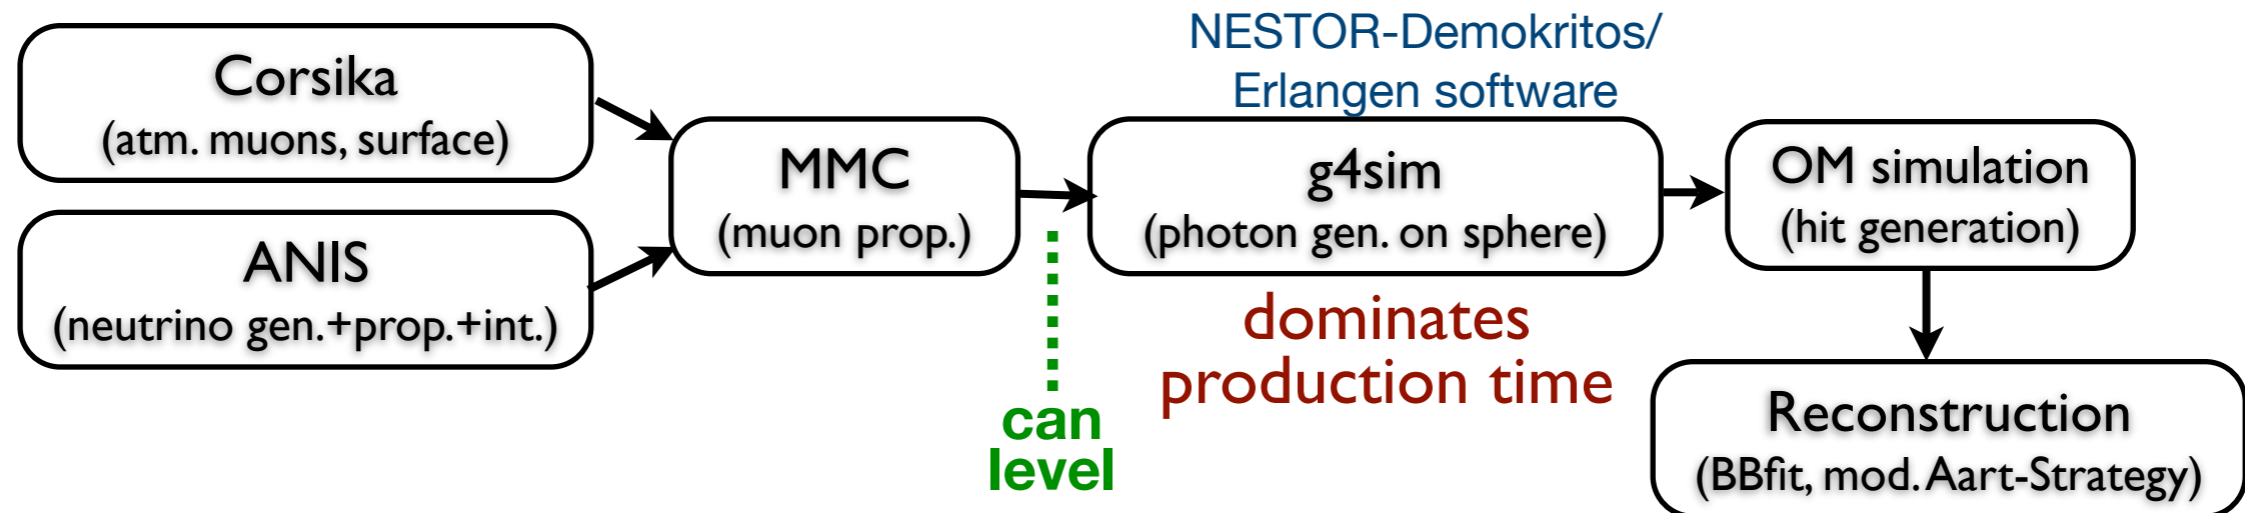 Corsika
(atm. muons, surface)
ANIS
(neutrino gen.+prop.+int.)
MMC
(muon prop.)
can
level
NESTOR-Demokritos/
Erlangen software
g4sim
(photon gen. on sphere)
dominates
production time
OM simulation
(hit generation)
Reconstruction
(BBfit, mod. Aart-Strategy)